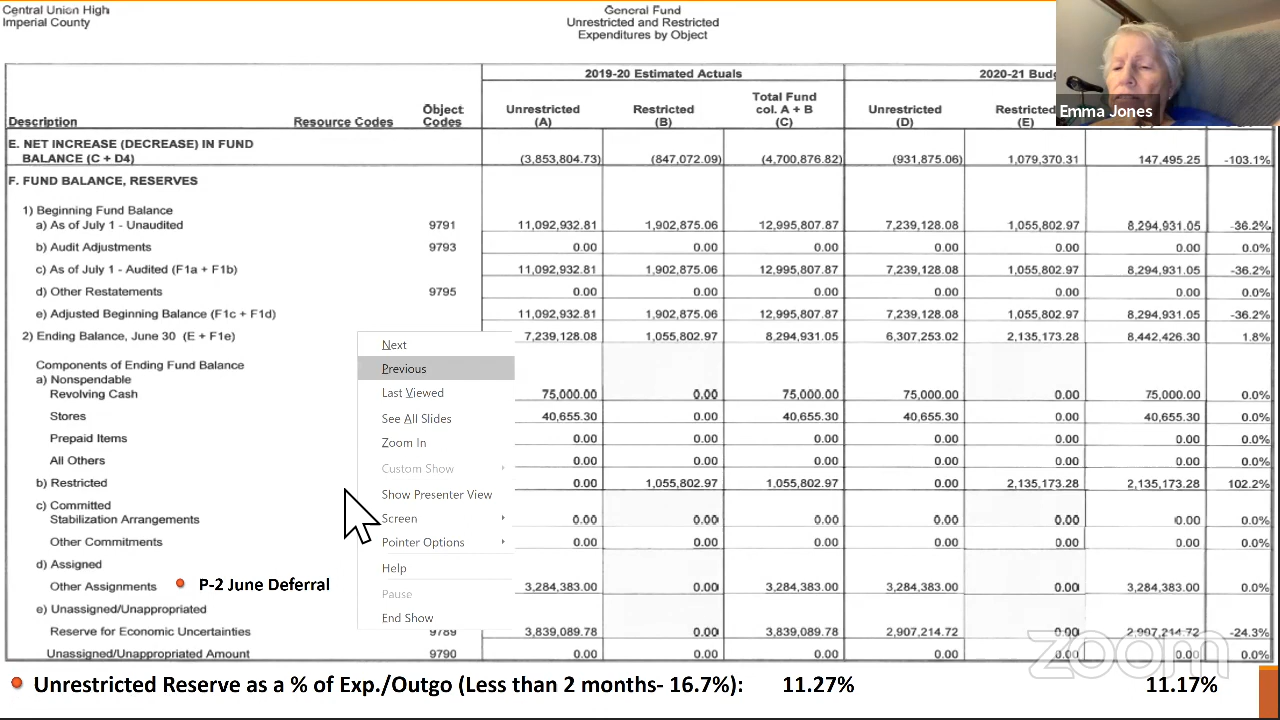 Central Union High
Imperial County
General Fund
Unrestricted and Restricted
Expenditures by Object
Emma Jones
2019-20 Estimated Actuals 2020-21
Description Resource Codes Object Codes Unrestricted (A) Restricted (B) Total Fund col. A + B (C) Unrestricted (D) Restricted (E)
E. NET INCREASE (DECREASE) IN FUND
BALANCE (C + D4) (3,853,804.73) (847,072.09) (4,700,876.82) (931,875.06) 1,079,370.31 147,495.25 -103.1%
F. FUND BALANCE, RESERVES
1) Beginning Fund Balance
a) As of July 1 - Unaudited 9791 11,092,932.81 1,902,875.06 12,995,807.87 7,239,128.08 1,055,802.97 8,294,931.05 -36.2%
b) Audit Adjustments 9793 0.00 0.00 0.00 0.00 0.00 0.00 0.0%
c) As of July 1 - Audited (F1a + F1b) 11,092,932.81 1,902,875.06 12,995,807.87 7,239,128.08 1,055,802.97 8,294,931.05 -36.2%
d) Other Restatements 9795 0.00 0.00 0.00 0.00 0.00 0.00 0.0%
e) Adjusted Beginning Balance (F1c + F1d) 11,092,932.81 1,902,875.06 12,995,807.87 7,239,128.08 1,055,802.97 8,294,931.05 -36.2%
2) Ending Balance, June 30 (E + F1e) 7,239,128.08 1,055,802.97 8,294,931.05 6,307,253.02 2,135,173.28 8,442,426.30 1.8%
Components of Ending Fund Balance
a) Nonspendable
Revolving Cash 75,000.00 0.00 75,000.00 75,000.00 0.00 75,000.00 0.0%
Stores 40,655.30 0.00 40,655.30 40,655.30 0.00 40,655.30 0.0%
Prepaid Items 0.00 0.00 0.00 0.00 0.00 0.00 0.0%
All Others 0.00 0.00 0.00 0.00 0.00 0.00 0.0%
b) Restricted 0.00 1,055,802.97 1,055,802.97 0.00 2,135,173.28 2,135,173.28 102.2%
c) Committed
Stabilization Arrangements 0.00 0.00 0.00 0.00 0.00 0.00 0.0%
Other Commitments 0.00 0.00 0.00 0.00 0.00 0.00 0.0%
d) Assigned
Other Assignments P-2 June Deferral 3,284,383.00 0.00 3,284,383.00 3,284,383.00 0.00 3,284,383.00 0.0%
e) Unassigned/Unappropriated
Reserve for Economic Uncertainties 9789 3,839,089.78 0.00 3,839,089.78 2,907,214.72 0.00 2,907,214.72 -24.3%
Unassigned/Unappropriated Amount 9790 0.00 0.00 0.00 0.00 0.00 0.00 0.0%
Next
Previous
Last Viewed
See All Slides
Zoom In
Custom Show
Show Presenter View
Screen
Pointer Options
Help
Pause
End Show
zoom
Unrestricted Reserve as a % of Exp./Outgo (Less than 2 months- 16.7%): 11.27% 11.17%